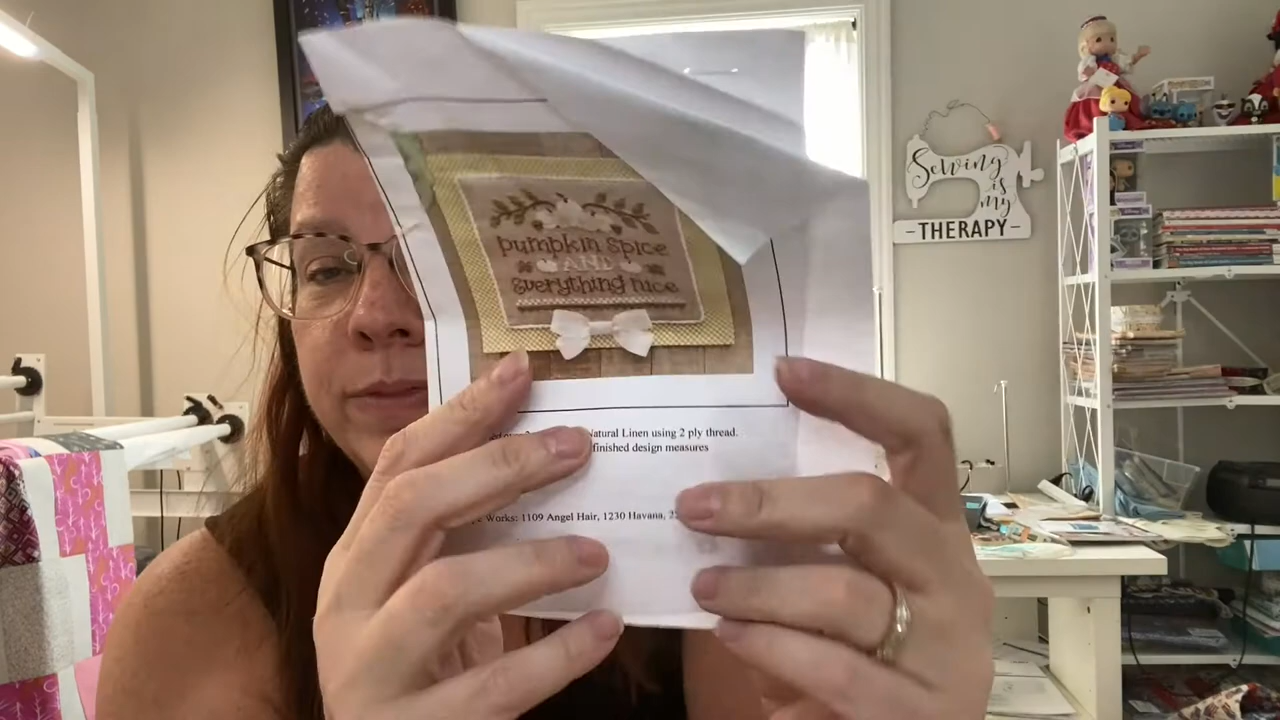 pumpkin spice
AND
everything nice
Natural Linen using 2 ply thread.
finished design measures
Works: 1109 Angel Hair, 1230 Havana,
Sewing
is
my
-THERAPY-